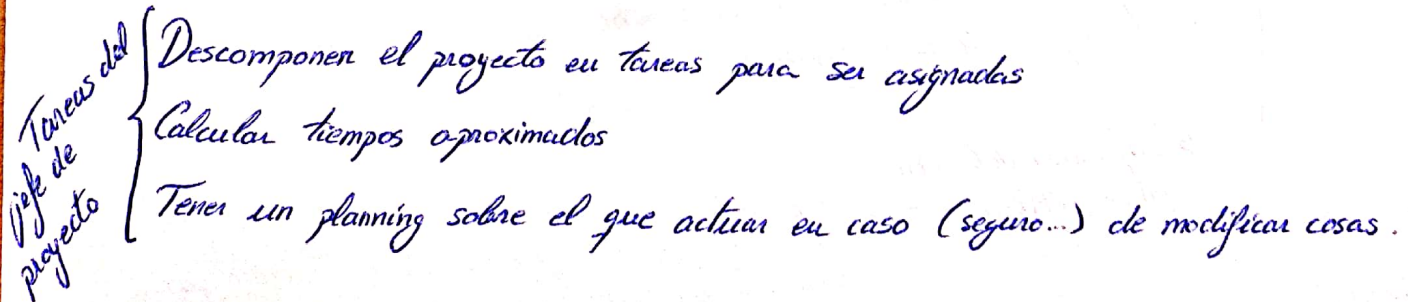 Tareas del
jefe de
proyecto
Descomponer el proyecto en tareas para ser asignadas
Calcular tiempos aproximados
Tener un planning sobre el que actuar en caso (seguro...) de modificar cosas.